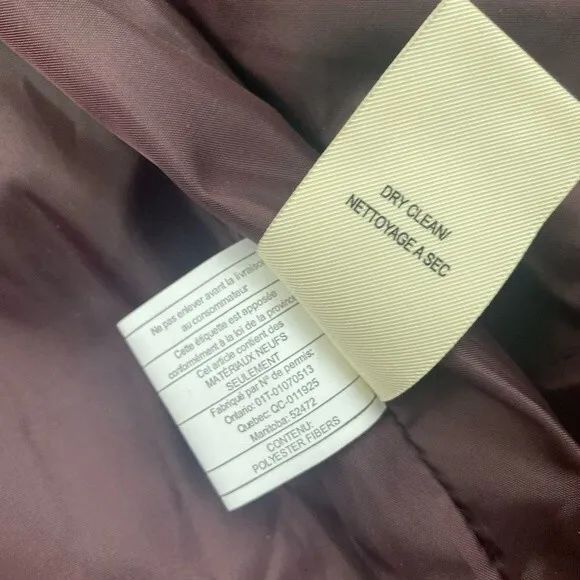 DRY CLEAN/
NETTOYAGE A SEC
Ne pas enlever avant la livraison
au consommateur
Cette étiquette est apposée
conformément à la loi de la province
Cet article contient des
MATÉRIAUX NEUFS
SEULEMENT
Fabriqué par N° de permis:
Ontario: 01T-01070513
Quebec: QC-011925
Manitoba: 52472
CONTENU:
POLYESTER FIBERS